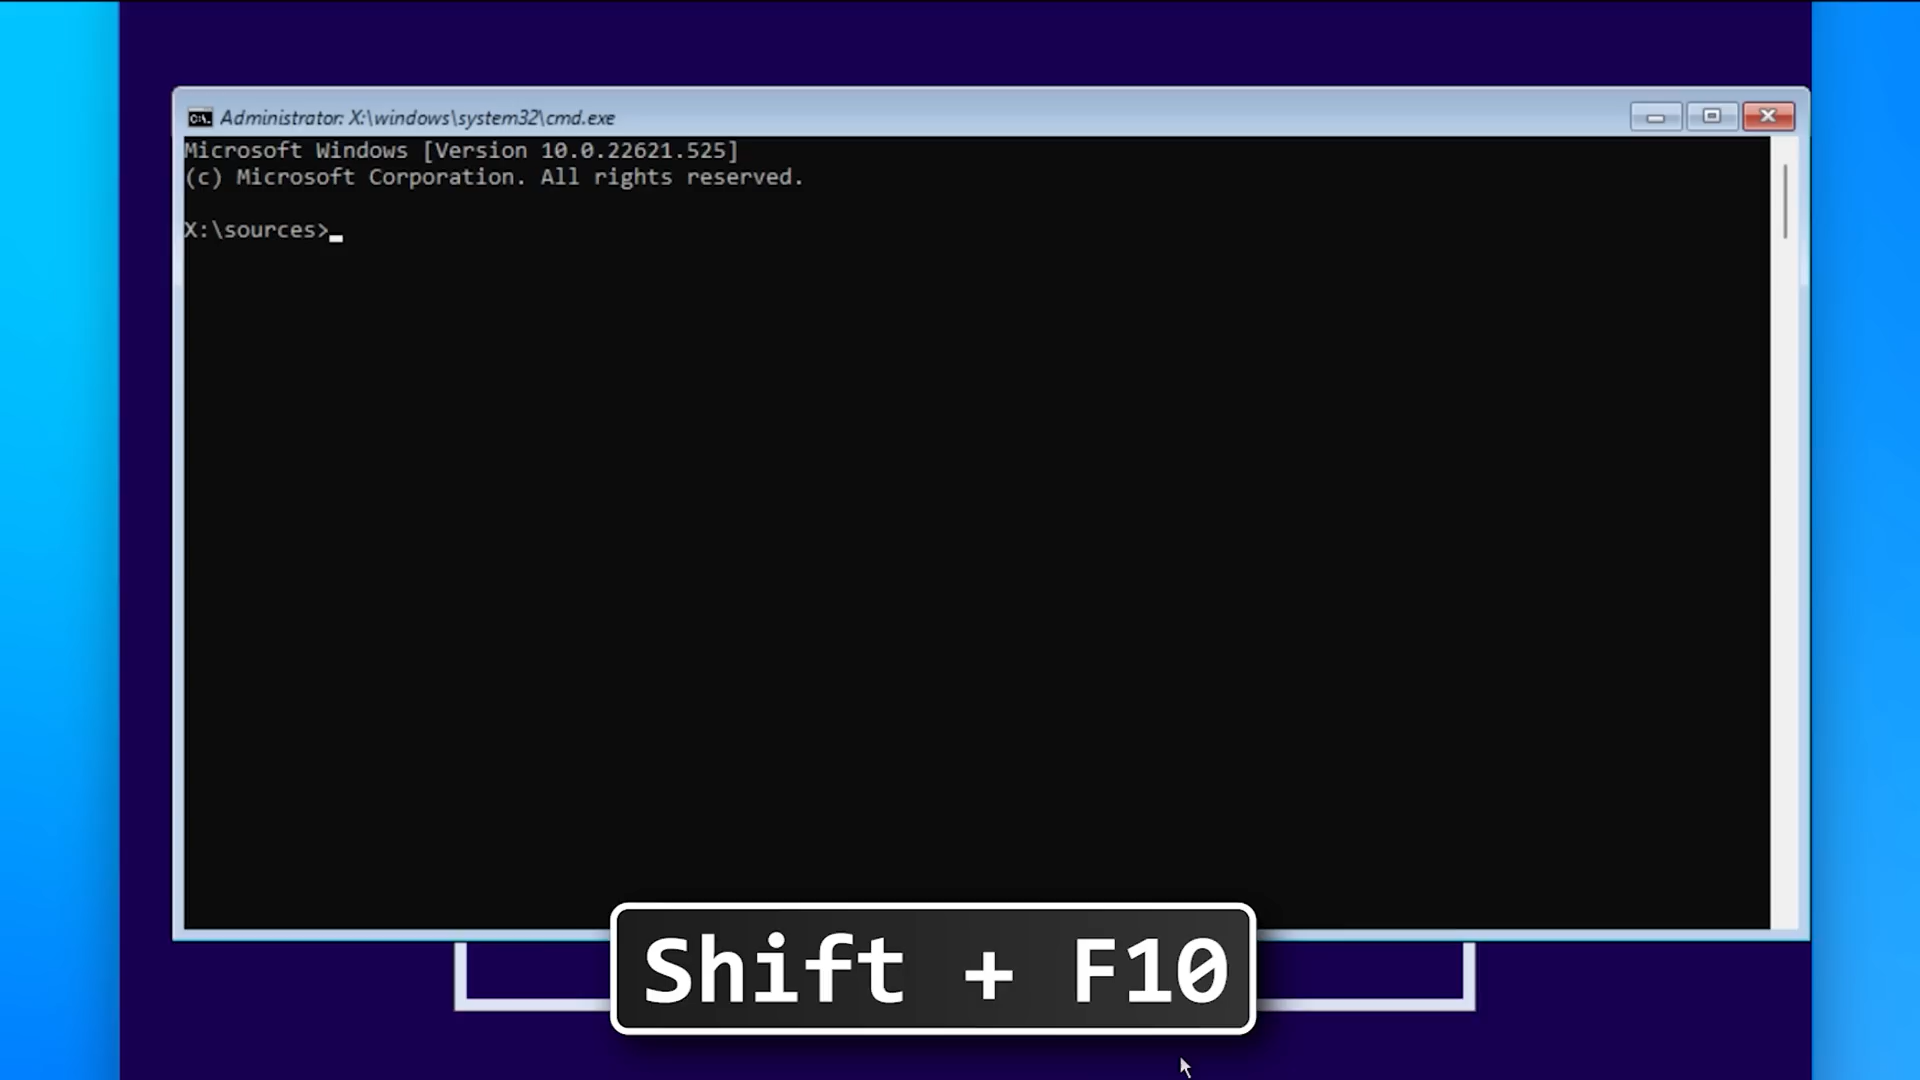 Administrator: X:\windows\system32\cmd.exe
Microsoft Windows [Version 10.0.22621.525]
(c) Microsoft Corporation. All rights reserved.
X:\sources>
Shift + F10